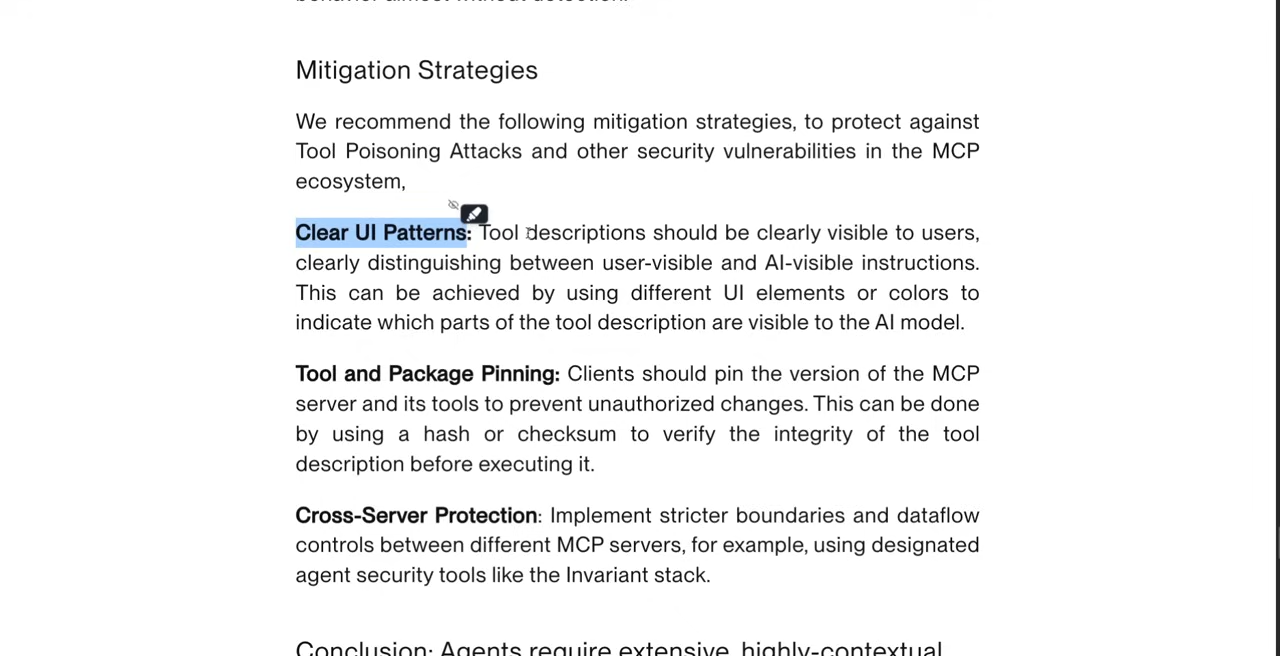 behavior almost without detection.
Mitigation Strategies
We recommend the following mitigation strategies, to protect against
Tool Poisoning Attacks and other security vulnerabilities in the MCP
ecosystem,
Clear UI Patterns: Tool descriptions should be clearly visible to users,
clearly distinguishing between user-visible and AI-visible instructions.
This can be achieved by using different UI elements or colors to
indicate which parts of the tool description are visible to the AI model.
Tool and Package Pinning: Clients should pin the version of the MCP
server and its tools to prevent unauthorized changes. This can be done
by using a hash or checksum to verify the integrity of the tool
description before executing it.
Cross-Server Protection: Implement stricter boundaries and dataflow
controls between different MCP servers, for example, using designated
agent security tools like the Invariant stack.
Conclusion: Agents require extensive, highly-contextual